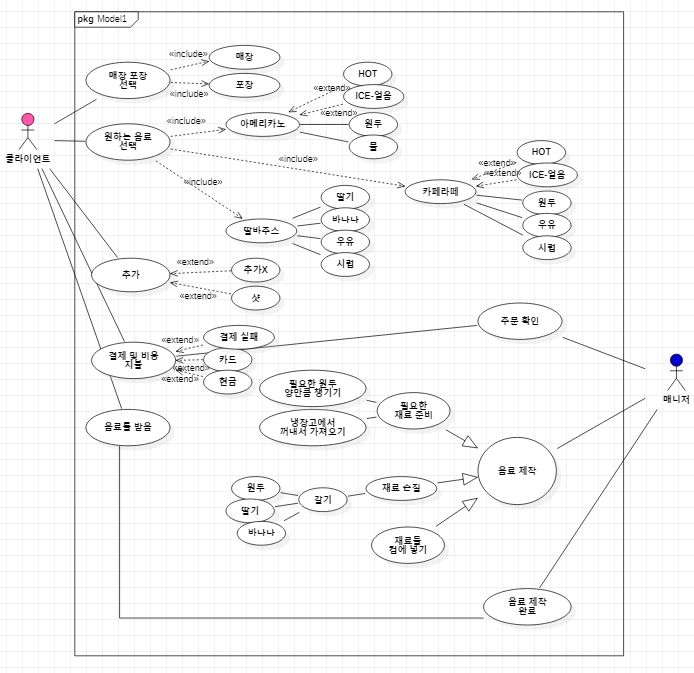 pkg Model1
«include»
매장
매장 포장
선택
포장
«include»
HOT
«extend»
ICE-얼음
«extend»
«include»
아메리카노
원두
물
원하는 음료
선택
클라이언트
«include»
HOT
«extend»
ICE-얼음
«extend»
«include»
카페라떼
원두
우유
시럽
딸기
바나나
우유
시럽
딸바주스
«extend»
추가X
추가
샷
«extend»
주문 확인
결제 실패
«extend»
결제 및 비용
지불
카드
«extend»
현금
«extend»
매니저
필요한 원두
양만큼 챙기기
필요한
재료 준비
냉장고에서
꺼내서 가져오기
음료를 받음
음료 제작
원두
갈기
재료 손질
딸기
바나나
재료들
컵에 넣기
음료 제작
완료